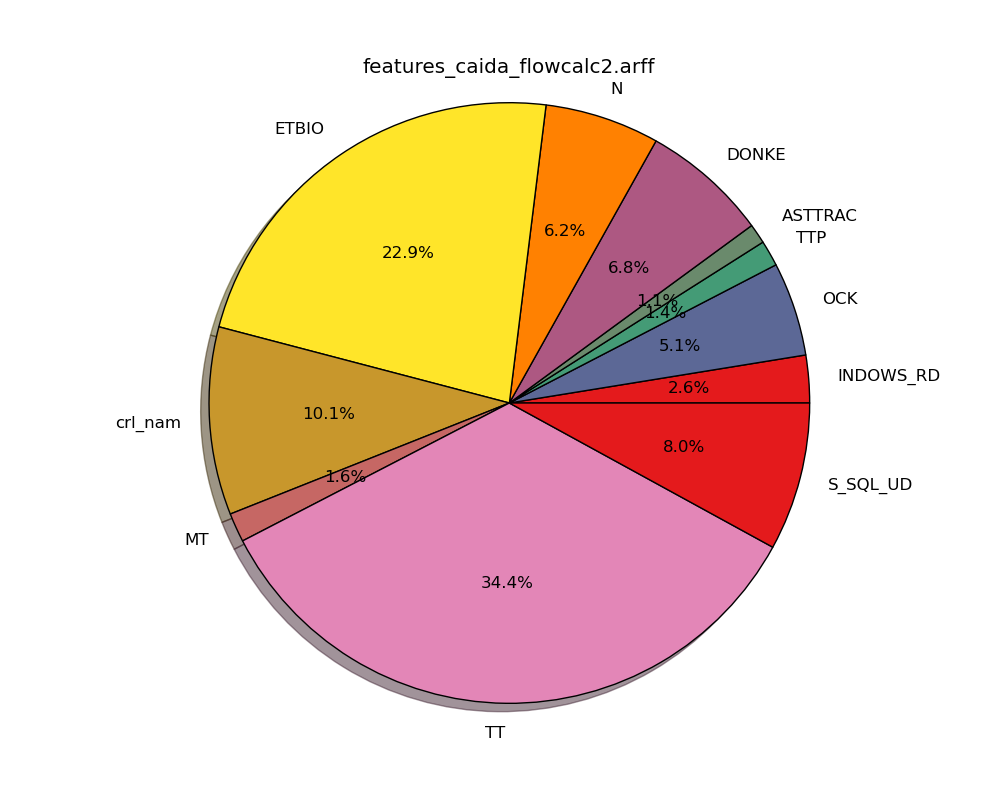 features_caida_flowcalc2.arff
N
ETBIO
DONKE
ASTTRAC
TTP
OCK
INDOWS_RD
S_SQL_UD
TT
MT
crl_nam
6.2%
22.9%
6.8%
1.1%
1.4%
5.1%
2.6%
8.0%
34.4%
1.6%
10.1%